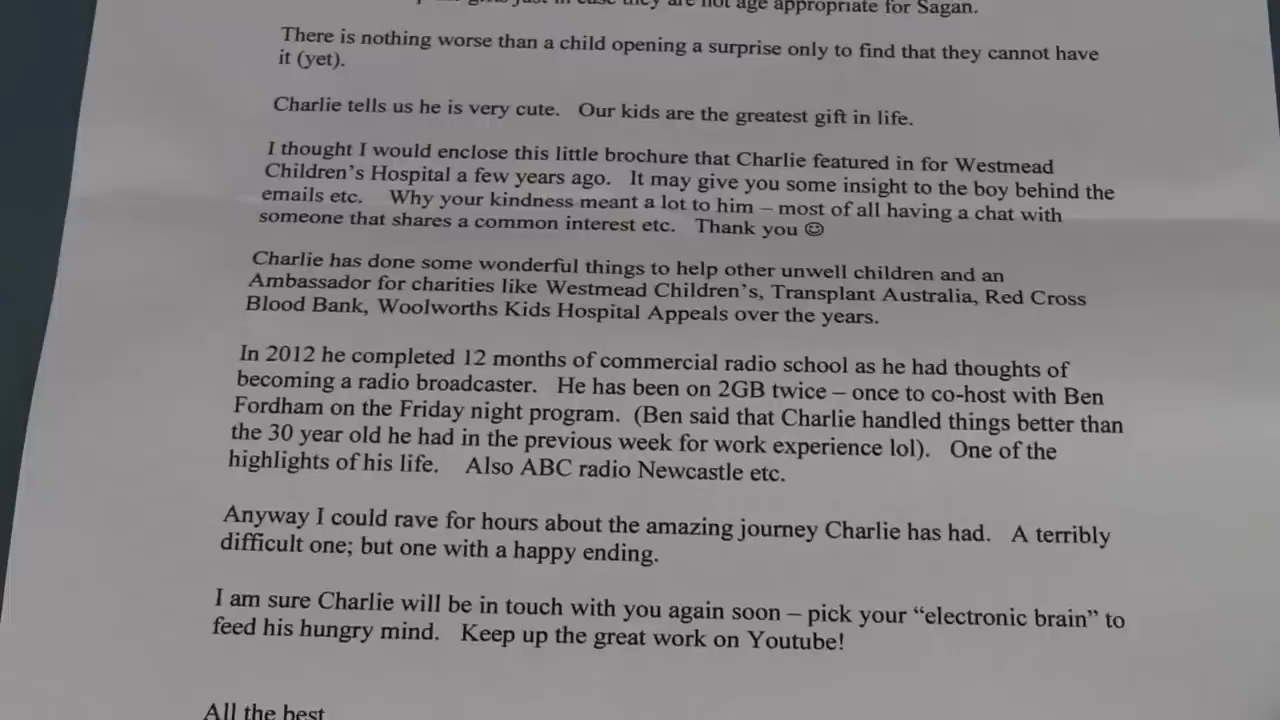 just in case they are not age appropriate for Sagan.
There is nothing worse than a child opening a surprise only to find that they cannot have
it (yet).
Charlie tells us he is very cute. Our kids are the greatest gift in life.
I thought I would enclose this little brochure that Charlie featured in for Westmead
Children's Hospital a few years ago. It may give you some insight to the boy behind the
emails etc. Why your kindness meant a lot to him – most of all having a chat with
someone that shares a common interest etc. Thank you ☺
Charlie has done some wonderful things to help other unwell children and an
Ambassador for charities like Westmead Children's, Transplant Australia, Red Cross
Blood Bank, Woolworths Kids Hospital Appeals over the years.
In 2012 he completed 12 months of commercial radio school as he had thoughts of
becoming a radio broadcaster. He has been on 2GB twice – once to co-host with Ben
Fordham on the Friday night program. (Ben said that Charlie handled things better than
the 30 year old he had in the previous week for work experience lol). One of the
highlights of his life. Also ABC radio Newcastle etc.
Anyway I could rave for hours about the amazing journey Charlie has had. A terribly
difficult one; but one with a happy ending.
I am sure Charlie will be in touch with you again soon – pick your “electronic brain” to
feed his hungry mind. Keep up the great work on Youtube!
All the best